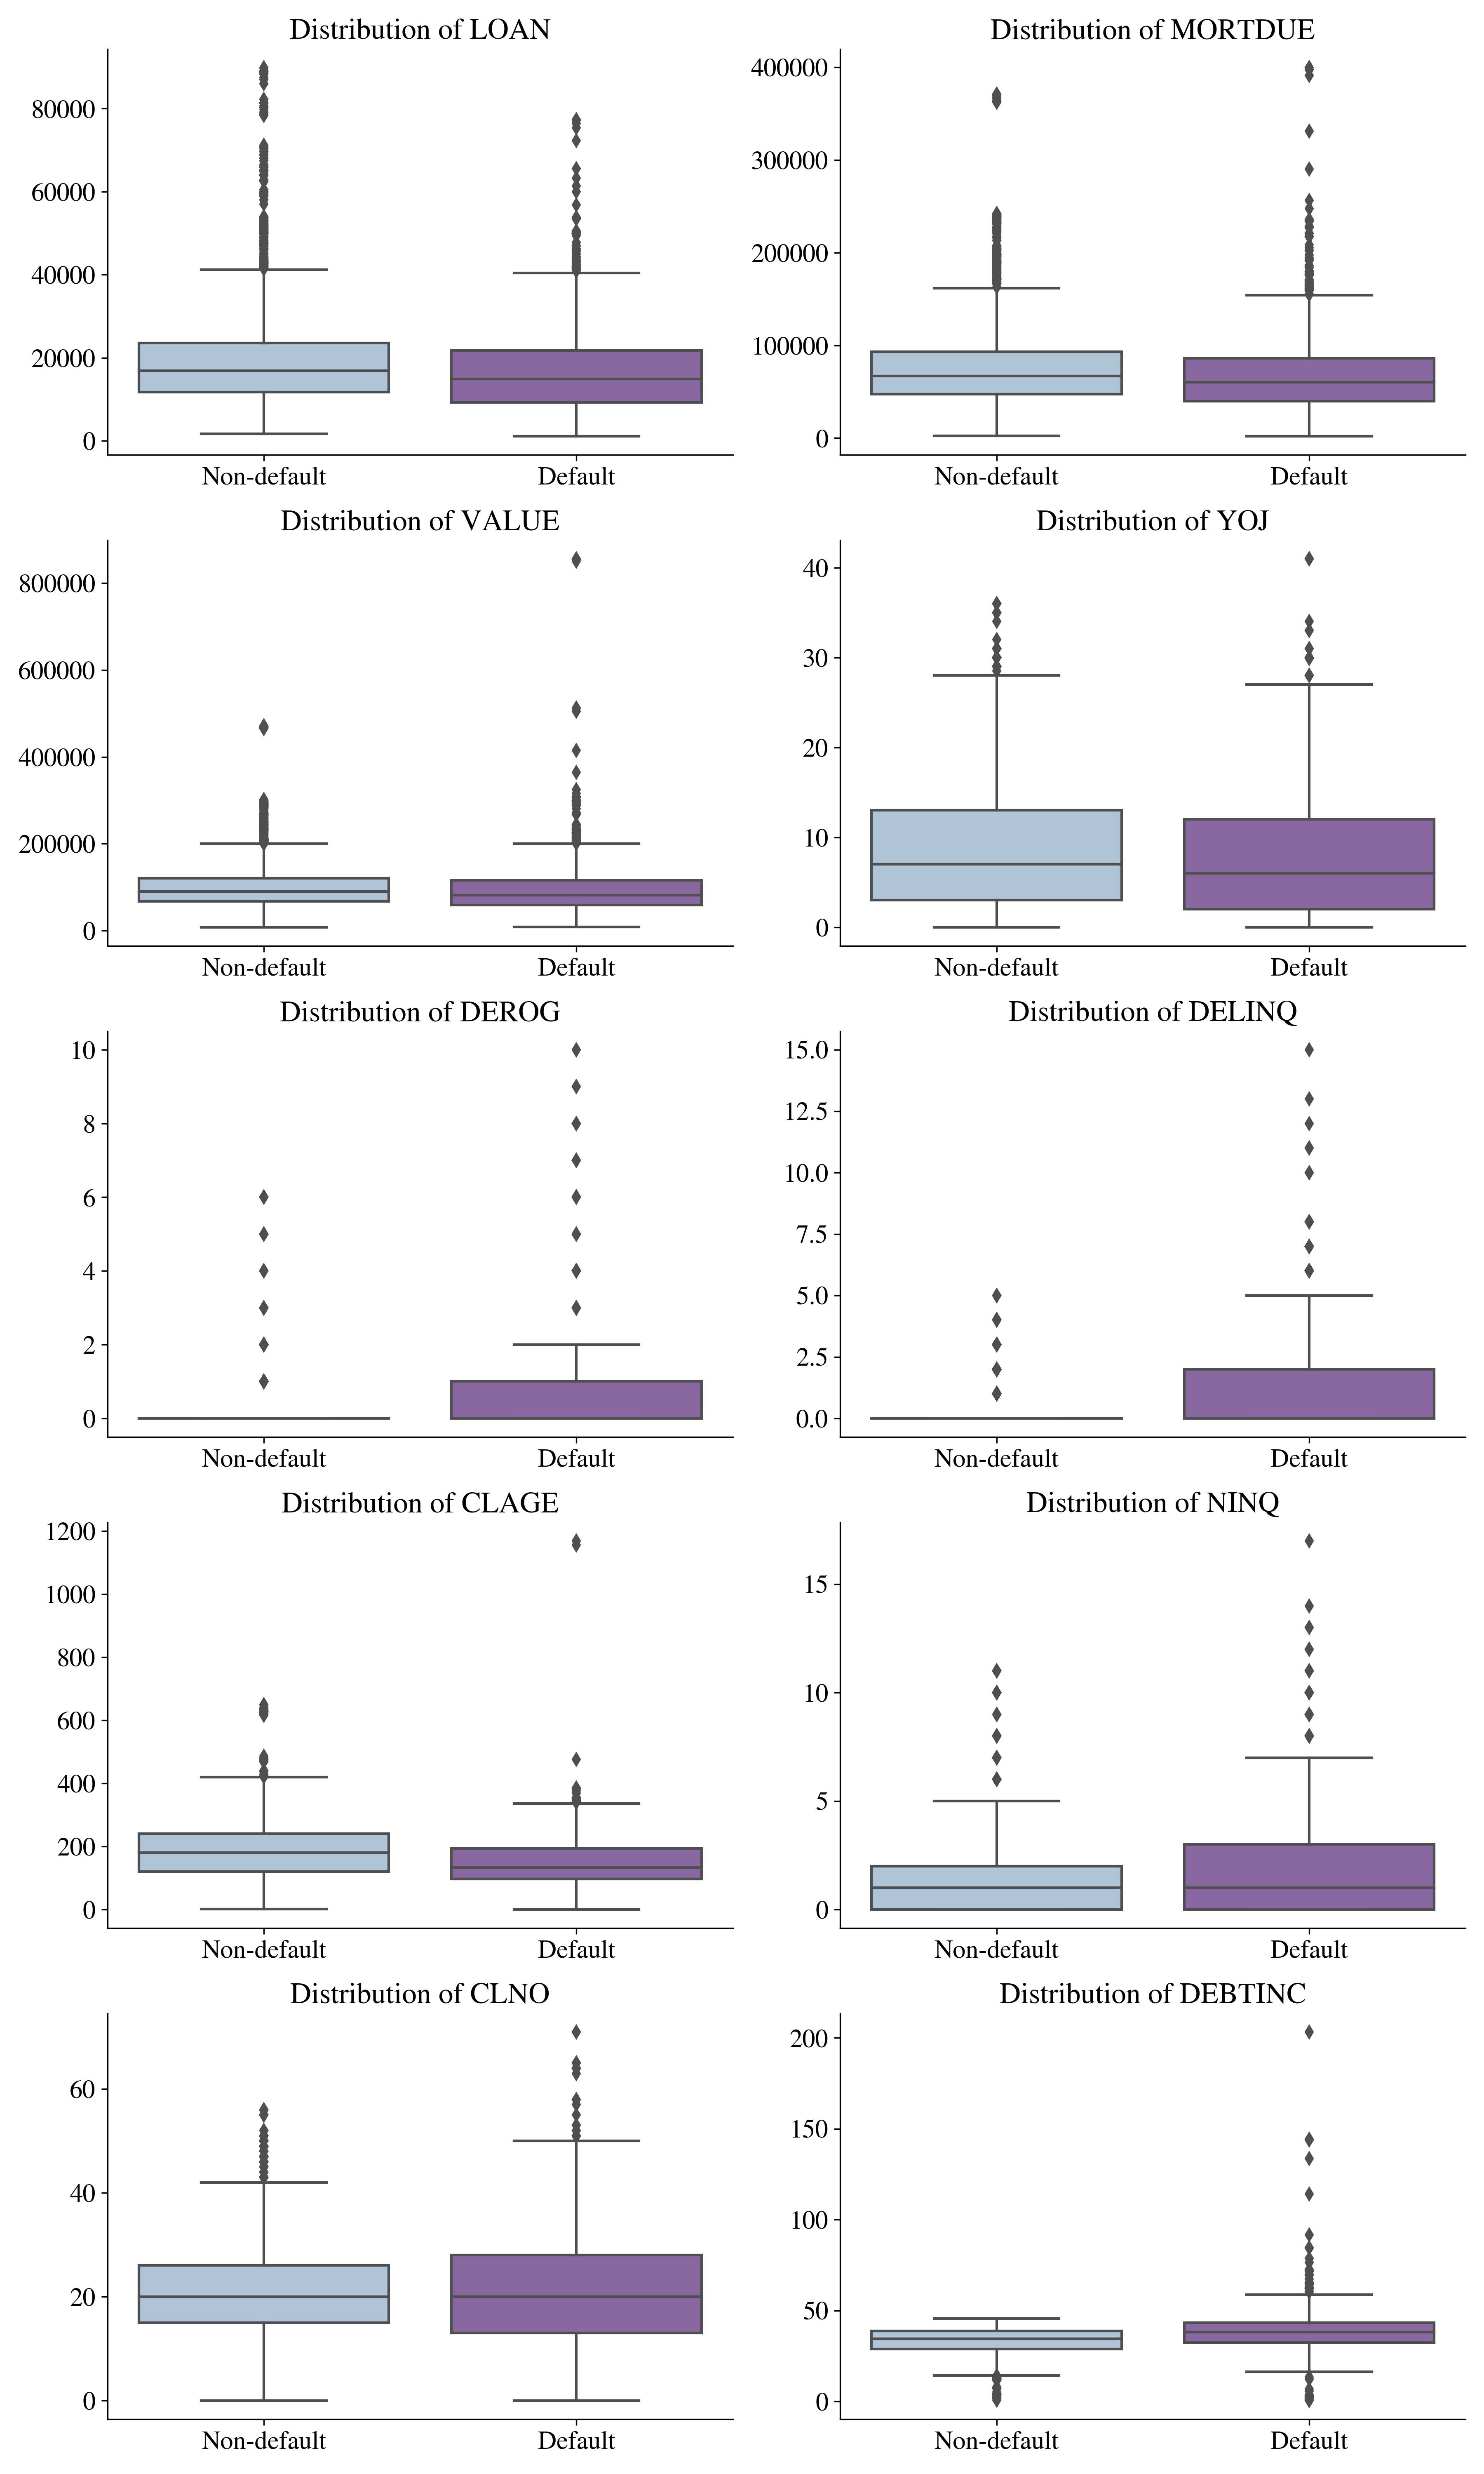 Distribution of LOAN
80000
60000
40000
20000
0
Non-default Default
Distribution of MORTDUE
400000
300000
200000
100000
0
Non-default Default
Distribution of VALUE
800000
600000
400000
200000
0
Non-default Default
Distribution of YOJ
40
30
20
10
0
Non-default Default
Distribution of DEROG
10
8
6
4
2
0
Non-default Default
Distribution of DELINQ
15.0
12.5
10.0
7.5
5.0
2.5
0.0
Non-default Default
Distribution of CLAGE
1200
1000
800
600
400
200
0
Non-default Default
Distribution of NINQ
15
10
5
0
Non-default Default
Distribution of CLNO
60
40
20
0
Non-default Default
Distribution of DEBTINC
200
150
100
50
0
Non-default Default